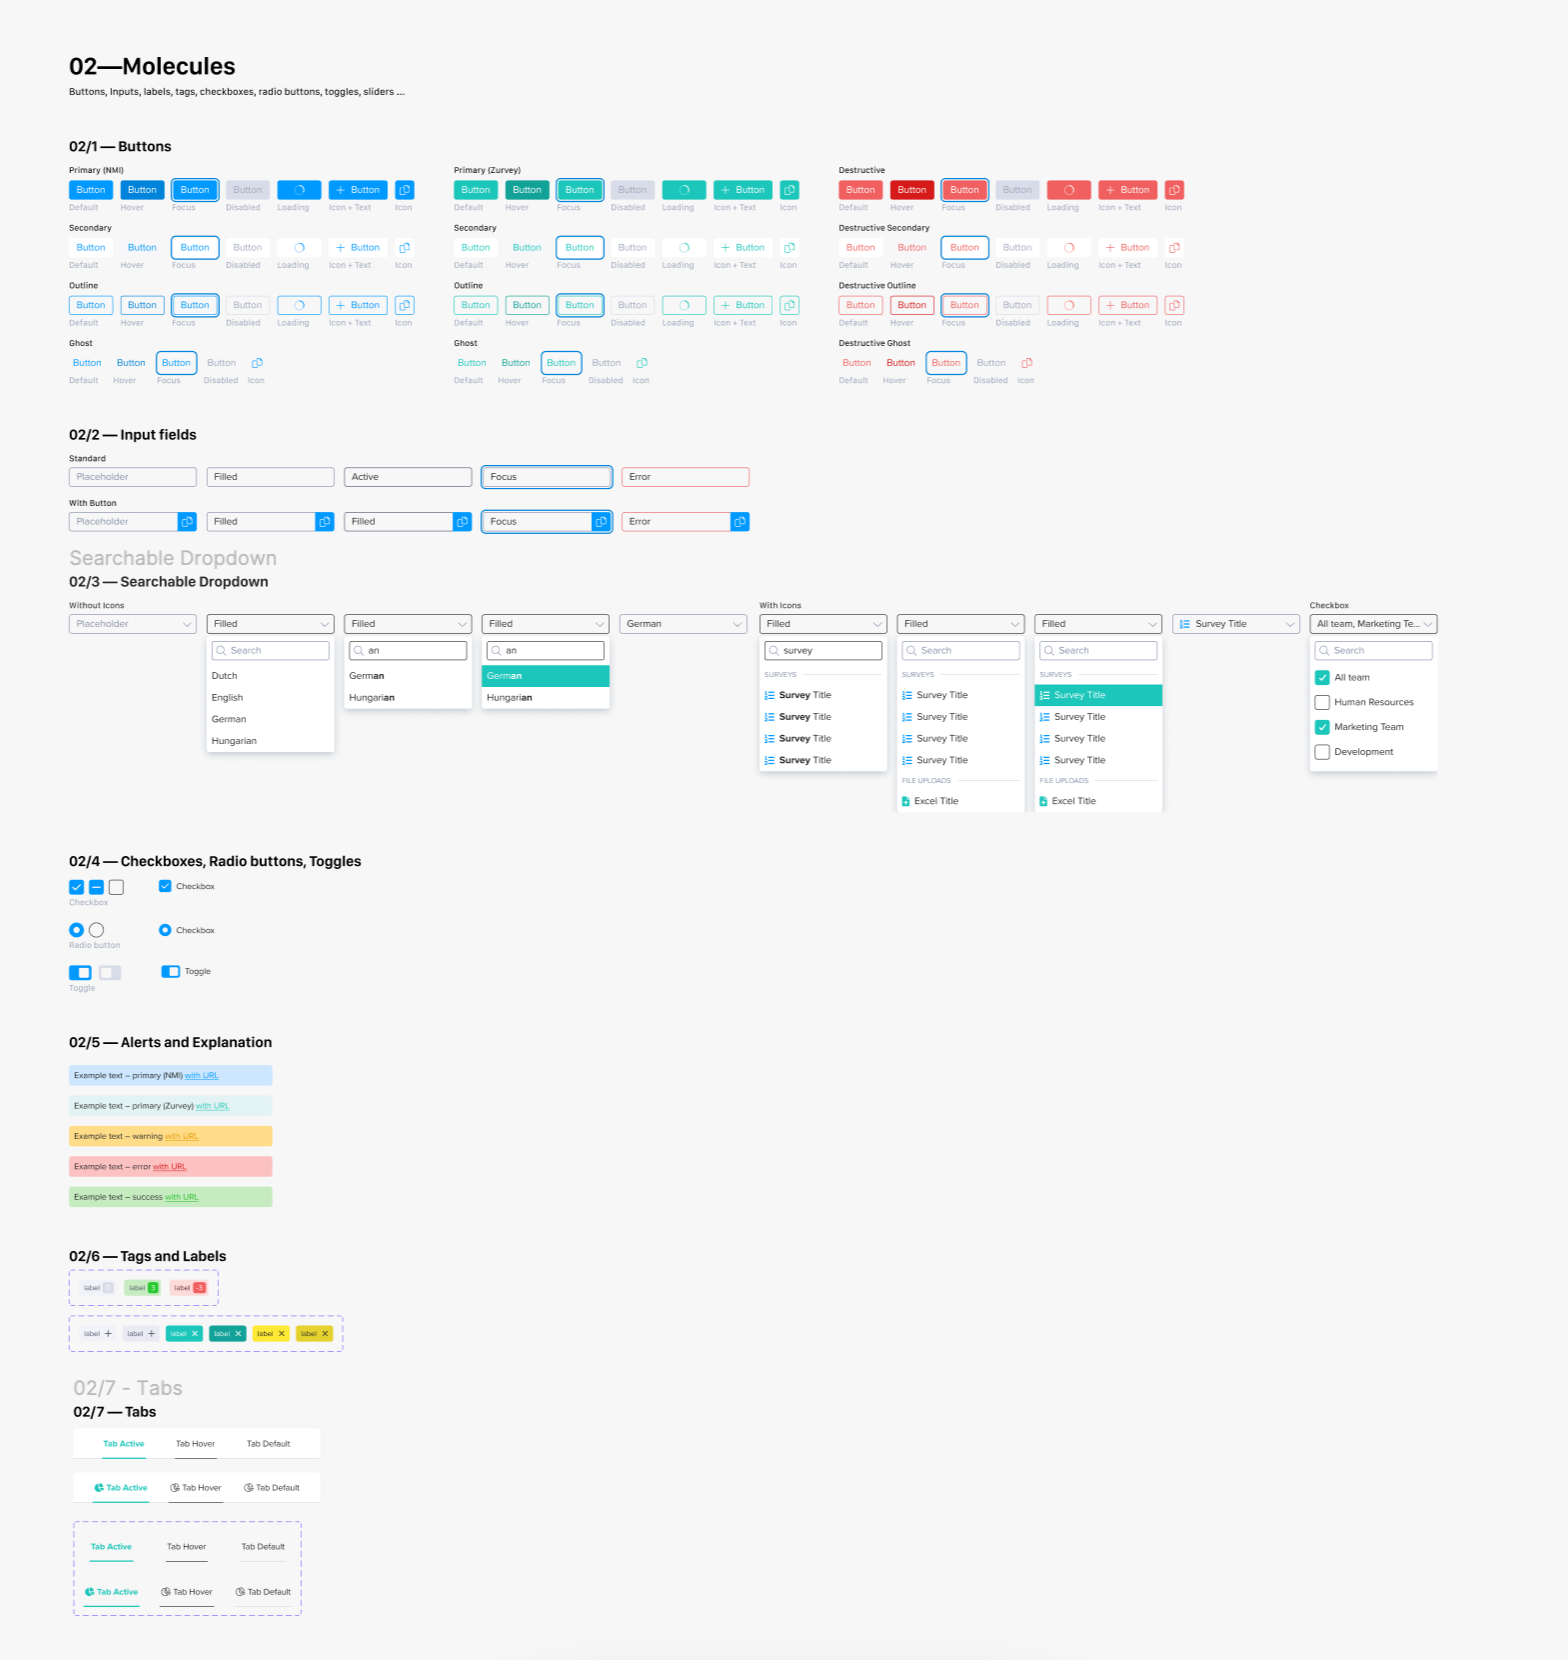 02—Molecules
Buttons, Inputs, labels, tags, checkboxes, radio buttons, toggles, sliders ...
02/1 — Buttons
Primary (NMI)
Button Button Button Button + Button
Default Hover Focus Disabled Loading Icon + Text Icon
Secondary
Button Button Button Button + Button
Default Hover Focus Disabled Loading Icon + Text Icon
Outline
Button Button Button Button + Button
Default Hover Focus Disabled Loading Icon + Text Icon
Ghost
Button Button Button Button
Default Hover Focus Disabled Icon
Primary (Zurvey)
Button Button Button Button + Button
Default Hover Focus Disabled Loading Icon + Text Icon
Secondary
Button Button Button Button + Button
Default Hover Focus Disabled Loading Icon + Text Icon
Outline
Button Button Button Button + Button
Default Hover Focus Disabled Loading Icon + Text Icon
Ghost
Button Button Button Button
Default Hover Focus Disabled Icon
Destructive
Button Button Button Button + Button
Default Hover Focus Disabled Loading Icon + Text Icon
Destructive Secondary
Button Button Button Button + Button
Default Hover Focus Disabled Loading Icon + Text Icon
Destructive Outline
Button Button Button Button + Button
Default Hover Focus Disabled Loading Icon + Text Icon
Destructive Ghost
Button Button Button Button
Default Hover Focus Disabled Icon
02/2 — Input fields
Standard
Placeholder Filled Active Focus Error
With Button
Placeholder Filled Filled Focus Error
Searchable Dropdown
02/3 — Searchable Dropdown
Without Icons
Placeholder
Filled
Search
Dutch
English
German
Hungarian
Filled
an
German
Hungarian
Filled
an
German
Hungarian
German
With Icons
Filled
survey
SURVEYS
Survey Title
Survey Title
Survey Title
Survey Title
Filled
Search
SURVEYS
Survey Title
Survey Title
Survey Title
Survey Title
FILE UPLOADS
Excel Title
Filled
Search
SURVEYS
Survey Title
Survey Title
Survey Title
Survey Title
FILE UPLOADS
Excel Title
Survey Title
Checkbox
All team, Marketing Te...
Search
All team
Human Resources
Marketing Team
Development
02/4 — Checkboxes, Radio buttons, Toggles
Checkbox
Checkbox
Checkbox
Radio button
Toggle
Toggle
02/5 — Alerts and Explanation
Example text – primary (NMI) with URL
Example text – primary (Zurvey) with URL
Example text – warning with URL
Example text – error with URL
Example text – success with URL
02/6 — Tags and Labels
label label 3 label -3
label + label + label × label × label × label ×
02/7 - Tabs
02/7 — Tabs
Tab Active Tab Hover Tab Default
Tab Active Tab Hover Tab Default
Tab Active Tab Hover Tab Default
Tab Active Tab Hover Tab Default